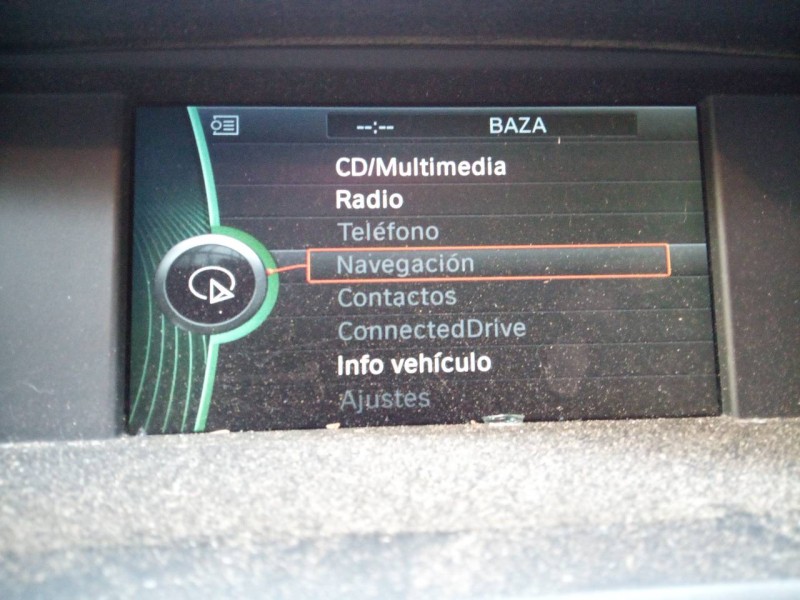 --:-- BAZA
CD/Multimedia
Radio
Teléfono
Navegación
Contactos
ConnectedDrive
Info vehículo
Ajustes